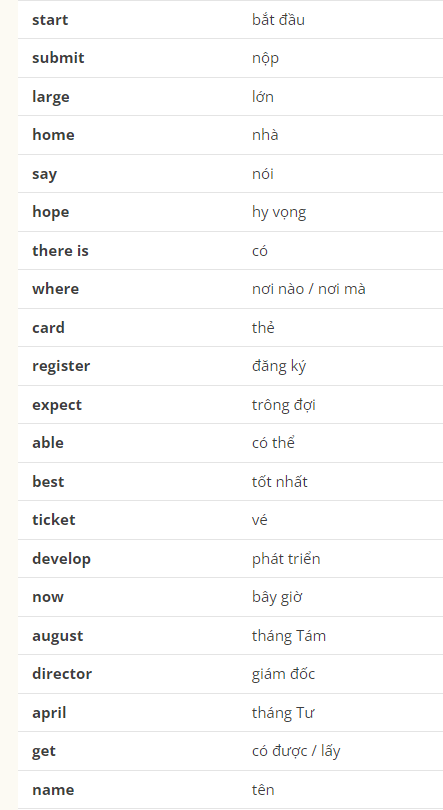 start bắt đầu
submit nộp
large lớn
home nhà
say nói
hope hy vọng
there is có
where nơi nào / nơi mà
card thẻ
register đăng ký
expect trông đợi
able có thể
best tốt nhất
ticket vé
develop phát triển
now bây giờ
august tháng Tám
director giám đốc
april tháng Tư
get có được / lấy
name tên